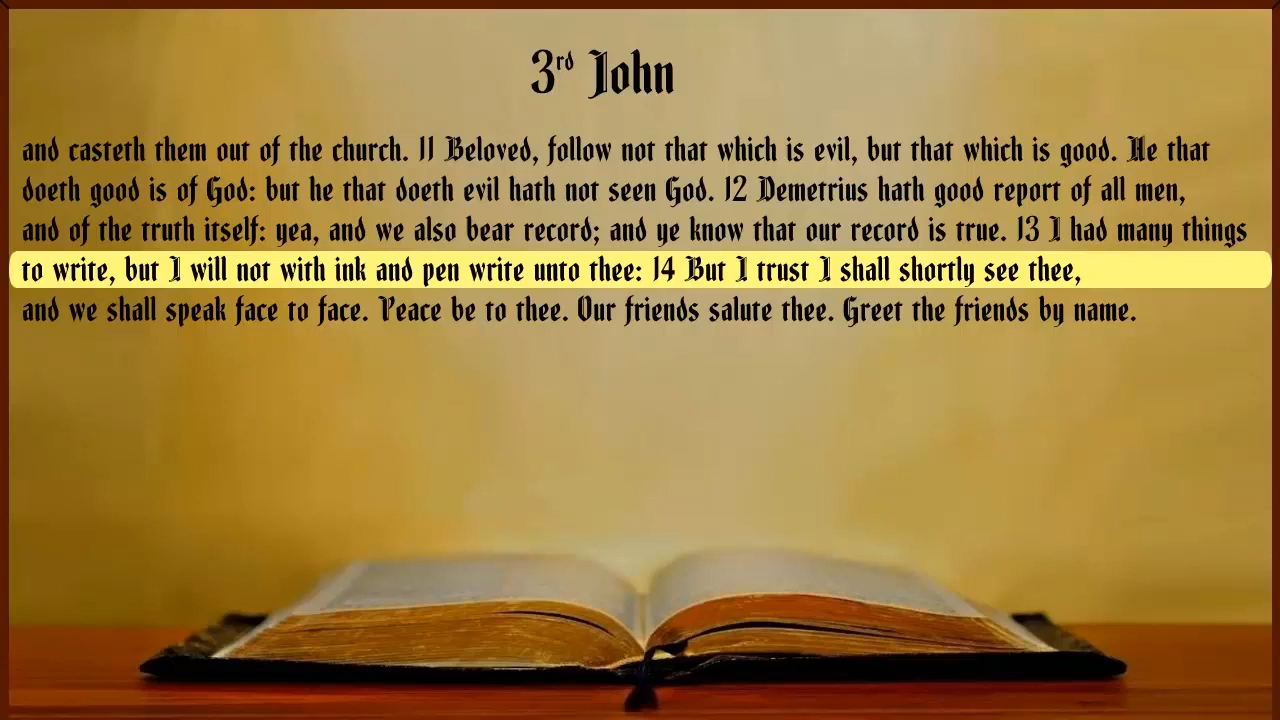 3rd John
and casteth them out of the church. 11 Beloved, follow not that which is evil, but that which is good. He that
doeth good is of God: but he that doeth evil hath not seen God. 12 Demetrius hath good report of all men,
and of the truth itself: yea, and we also bear record; and ye know that our record is true. 13 I had many things
to write, but I will not with ink and pen write unto thee: 14 But I trust I shall shortly see thee,
and we shall speak face to face. Peace be to thee. Our friends salute thee. Greet the friends by name.